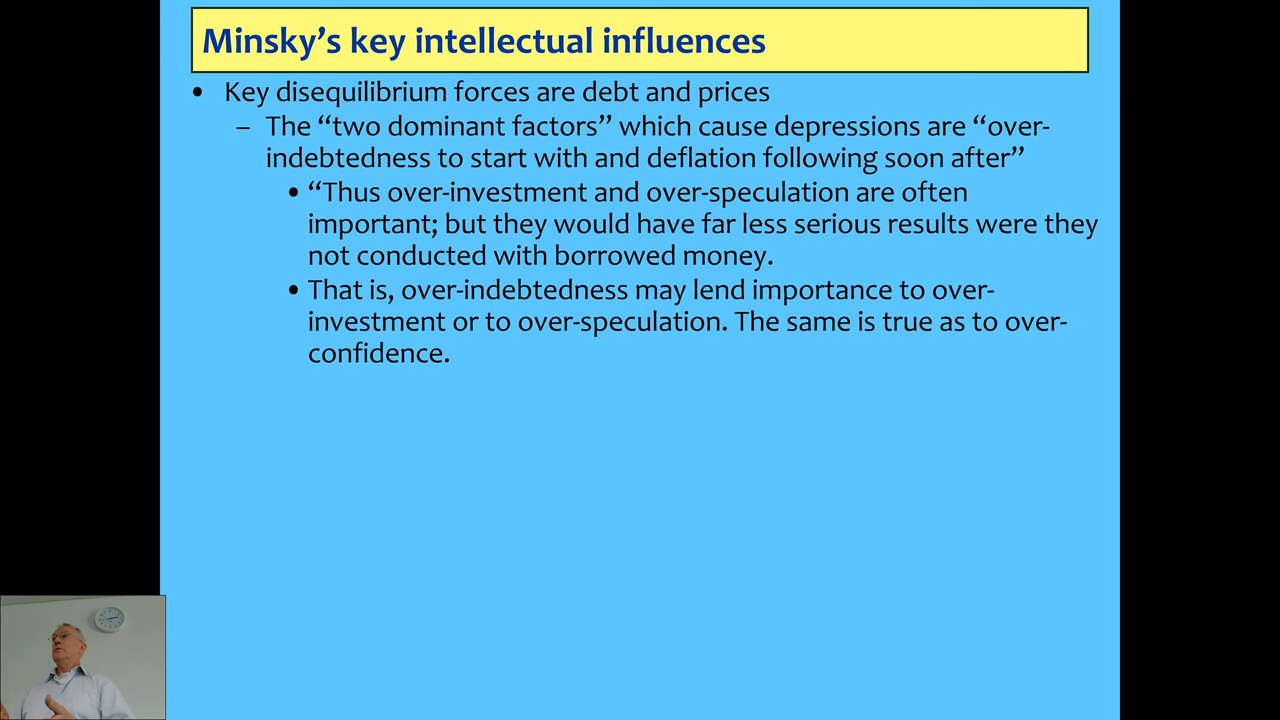 Minsky’s key intellectual influences
• Key disequilibrium forces are debt and prices
– The “two dominant factors” which cause depressions are “over-
indebtedness to start with and deflation following soon after”
• “Thus over-investment and over-speculation are often
important; but they would have far less serious results were they
not conducted with borrowed money.
• That is, over-indebtedness may lend importance to over-
investment or to over-speculation. The same is true as to over-
confidence.